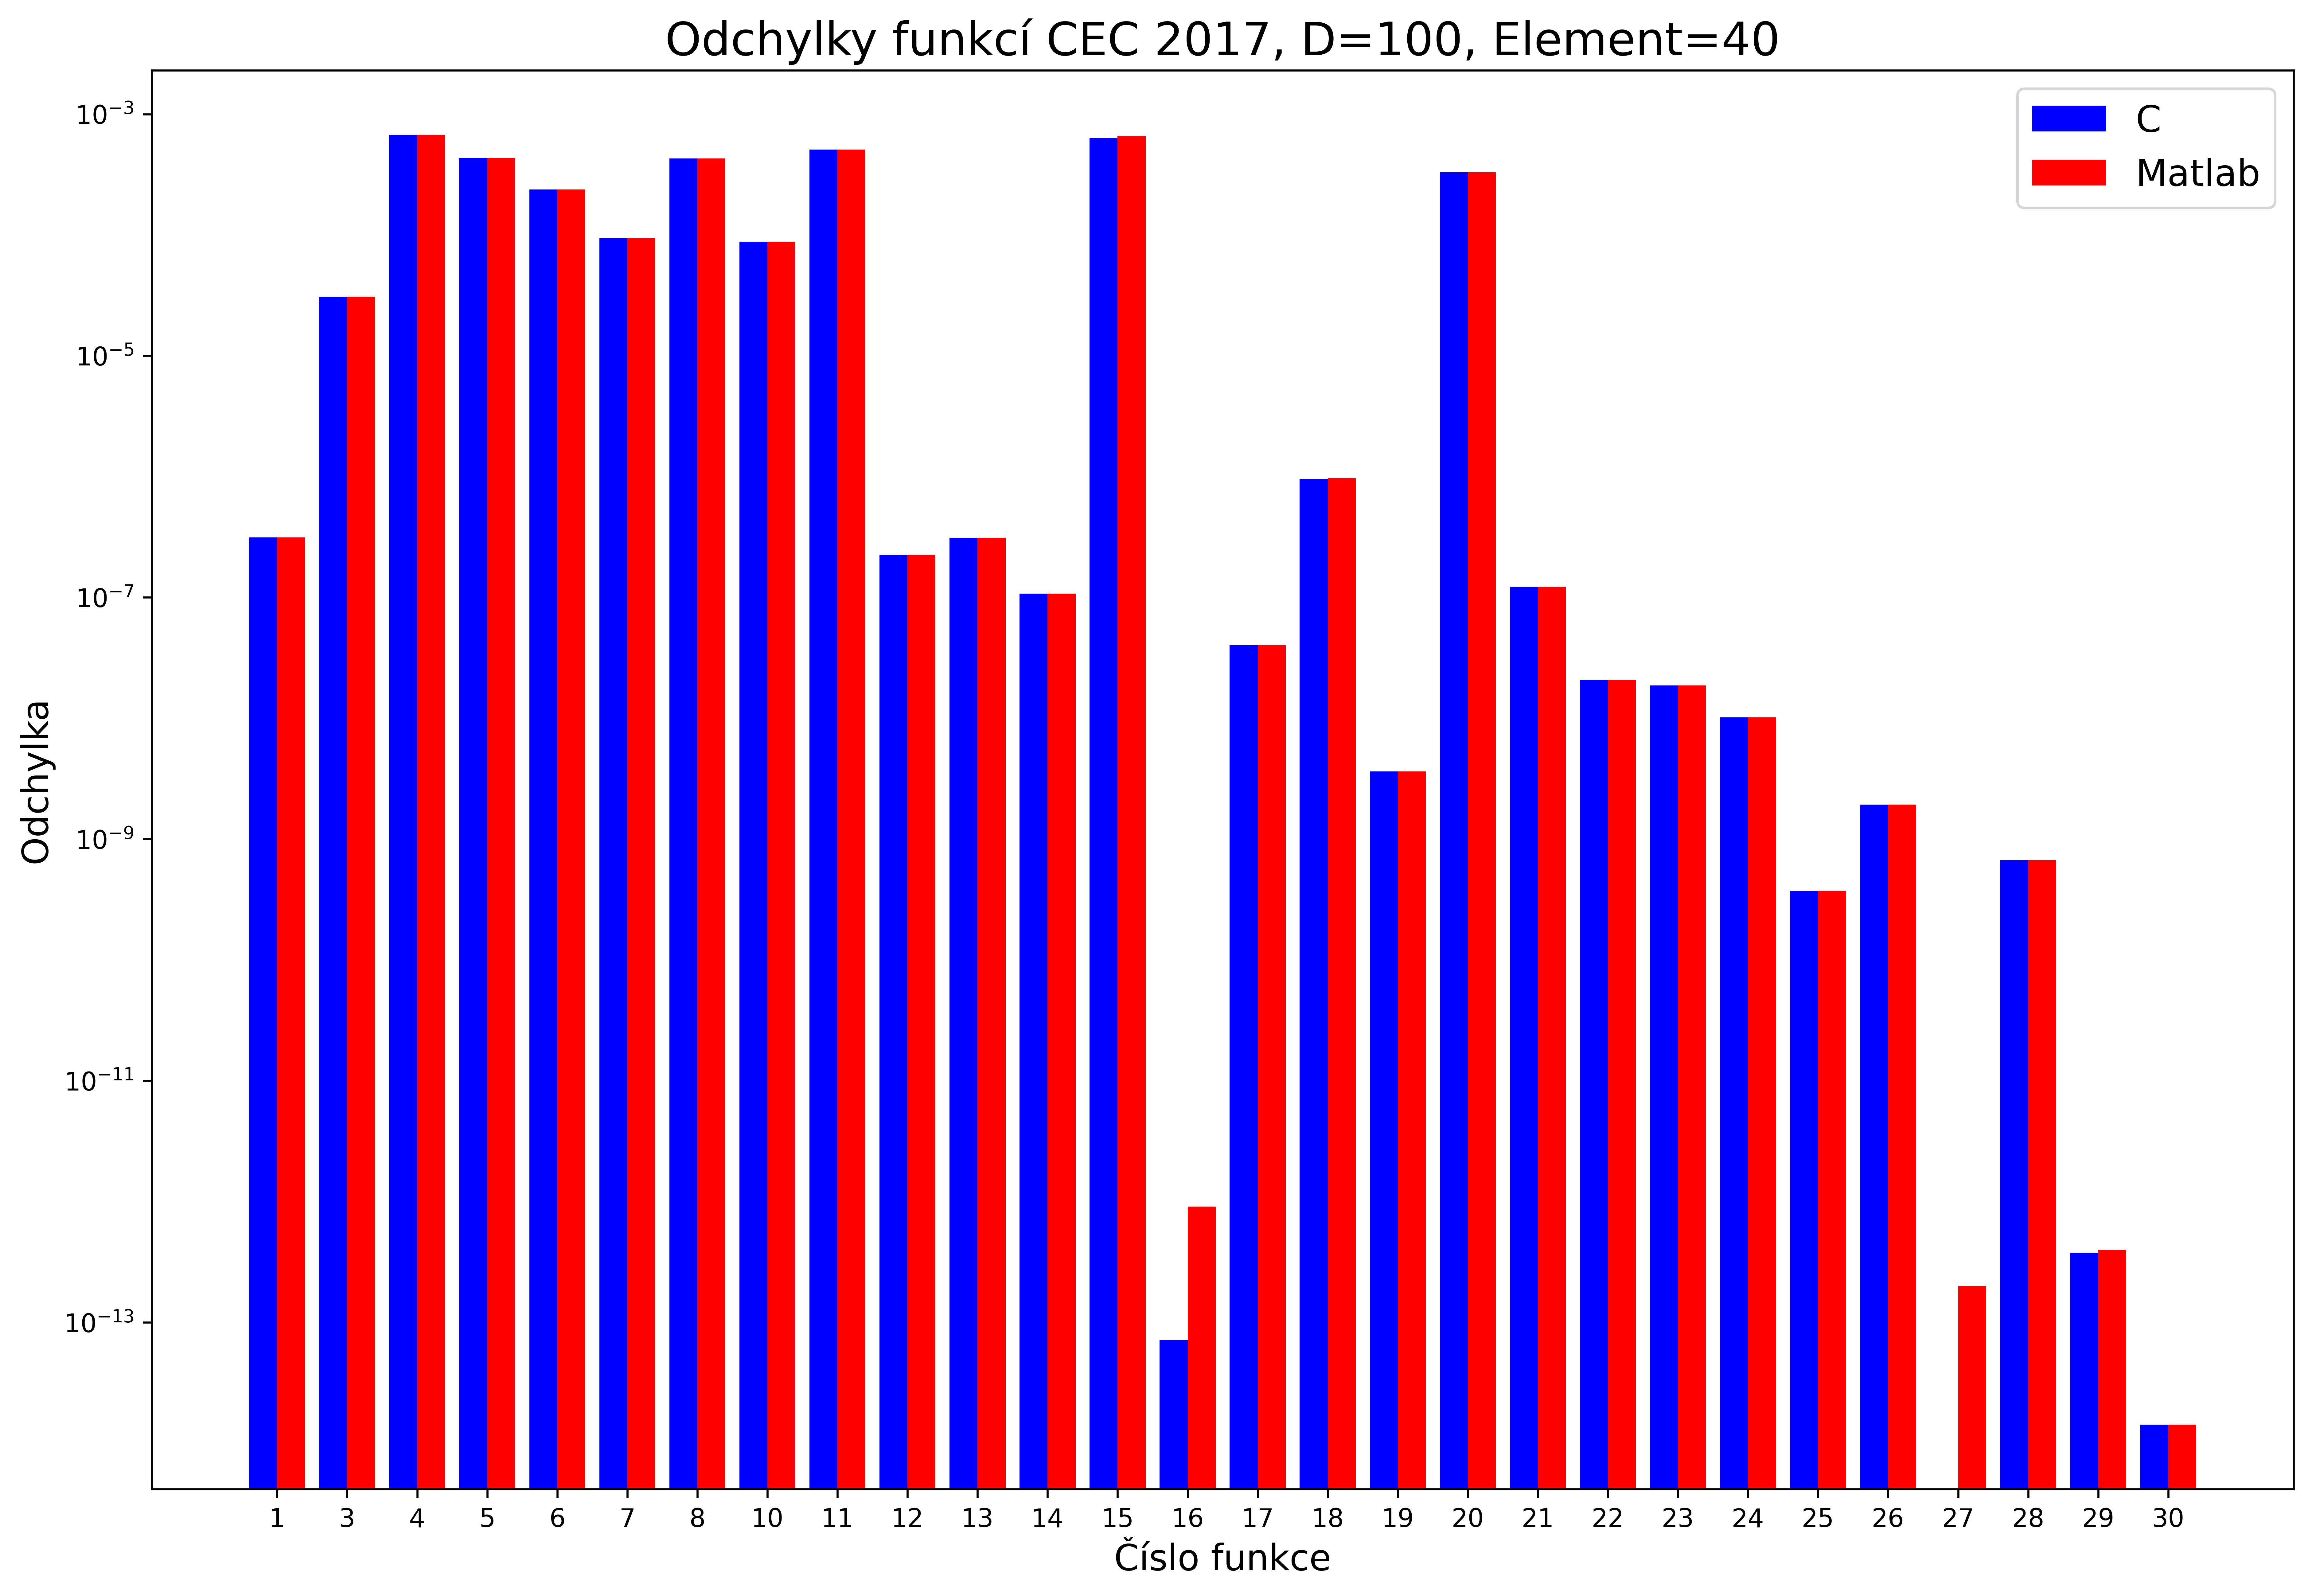 Odchylky funkcí CEC 2017, D=100, Element=40
C
Matlab
Odchylka
10⁻³
10⁻⁵
10⁻⁷
10⁻⁹
10⁻¹¹
10⁻¹³
1 3 4 5 6 7 8 10 11 12 13 14 15 16 17 18 19 20 21 22 23 24 25 26 27 28 29 30
Číslo funkce